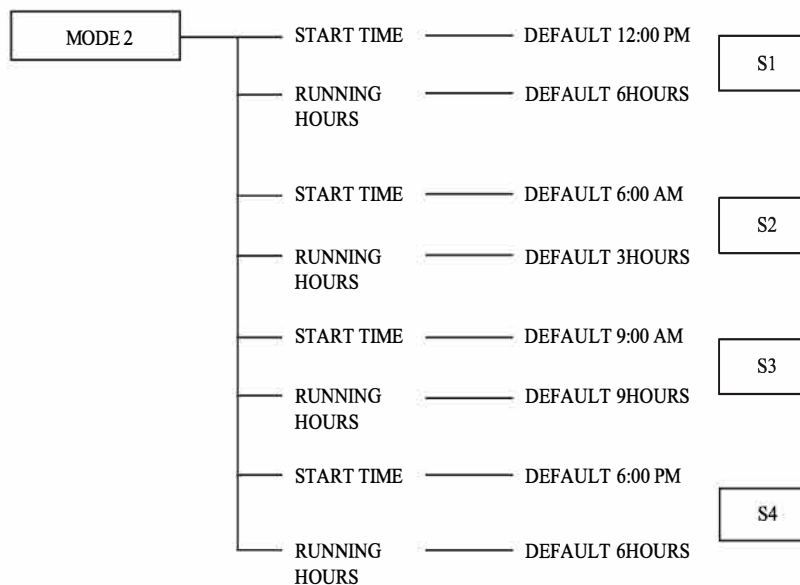 MODE 2
START TIME DEFAULT 12:00 PM
S1
RUNNING DEFAULT 6HOURS
HOURS
START TIME DEFAULT 6:00 AM
S2
RUNNING DEFAULT 3HOURS
HOURS
START TIME DEFAULT 9:00 AM
S3
RUNNING DEFAULT 9HOURS
HOURS
START TIME DEFAULT 6:00 PM
S4
RUNNING DEFAULT 6HOURS
HOURS